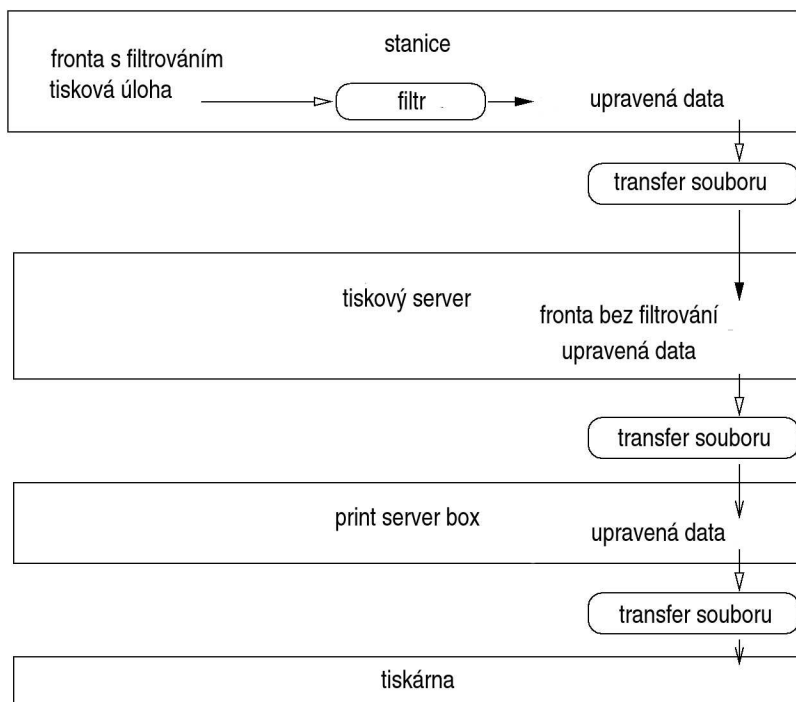 stanice
fronta s filtrováním
tisková úloha
filtr
upravená data
transfer souboru
tiskový server
fronta bez filtrování
upravená data
transfer souboru
print server box
upravená data
transfer souboru
tiskárna